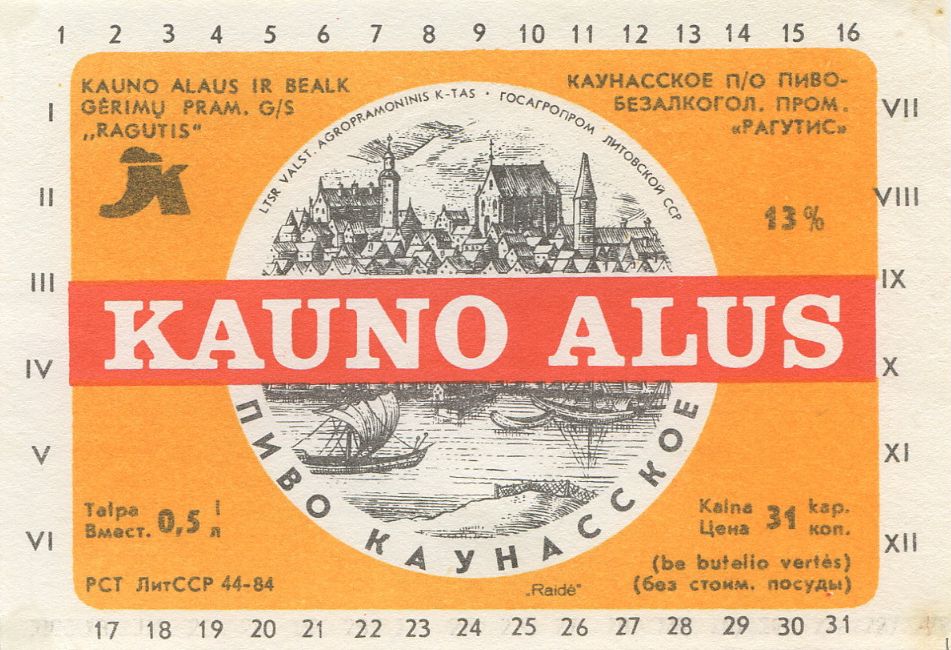 1 2 3 4 5 6 7 8 9 10 11 12 13 14 15 16
I
II
III
IV
V
VI
KAUNO ALAUS IR BEALK
GĖRIMŲ PRAM. G/S
„RAGUTIS“
LTSR VALST. AGROPRAMONINIS K-TAS · ГОСАГРОПРОМ ЛИТОВСКОЙ ССР
КАУНАССКОЕ П/О ПИВО-
БЕЗАЛКОГОЛ. ПРОМ.
«РАГУТИС»
13%
KAUNO ALUS
ПИВО КАУНАССКОЕ
Talpa 0,5 l
Вмест. л
РСТ ЛитССР 44-84
„Raidė“
Kaina 31 kap.
Цена коп.
(be butelio vertės)
(без стоим. посуды)
VII
VIII
IX
X
XI
XII
17 18 19 20 21 22 23 24 25 26 27 28 29 30 31